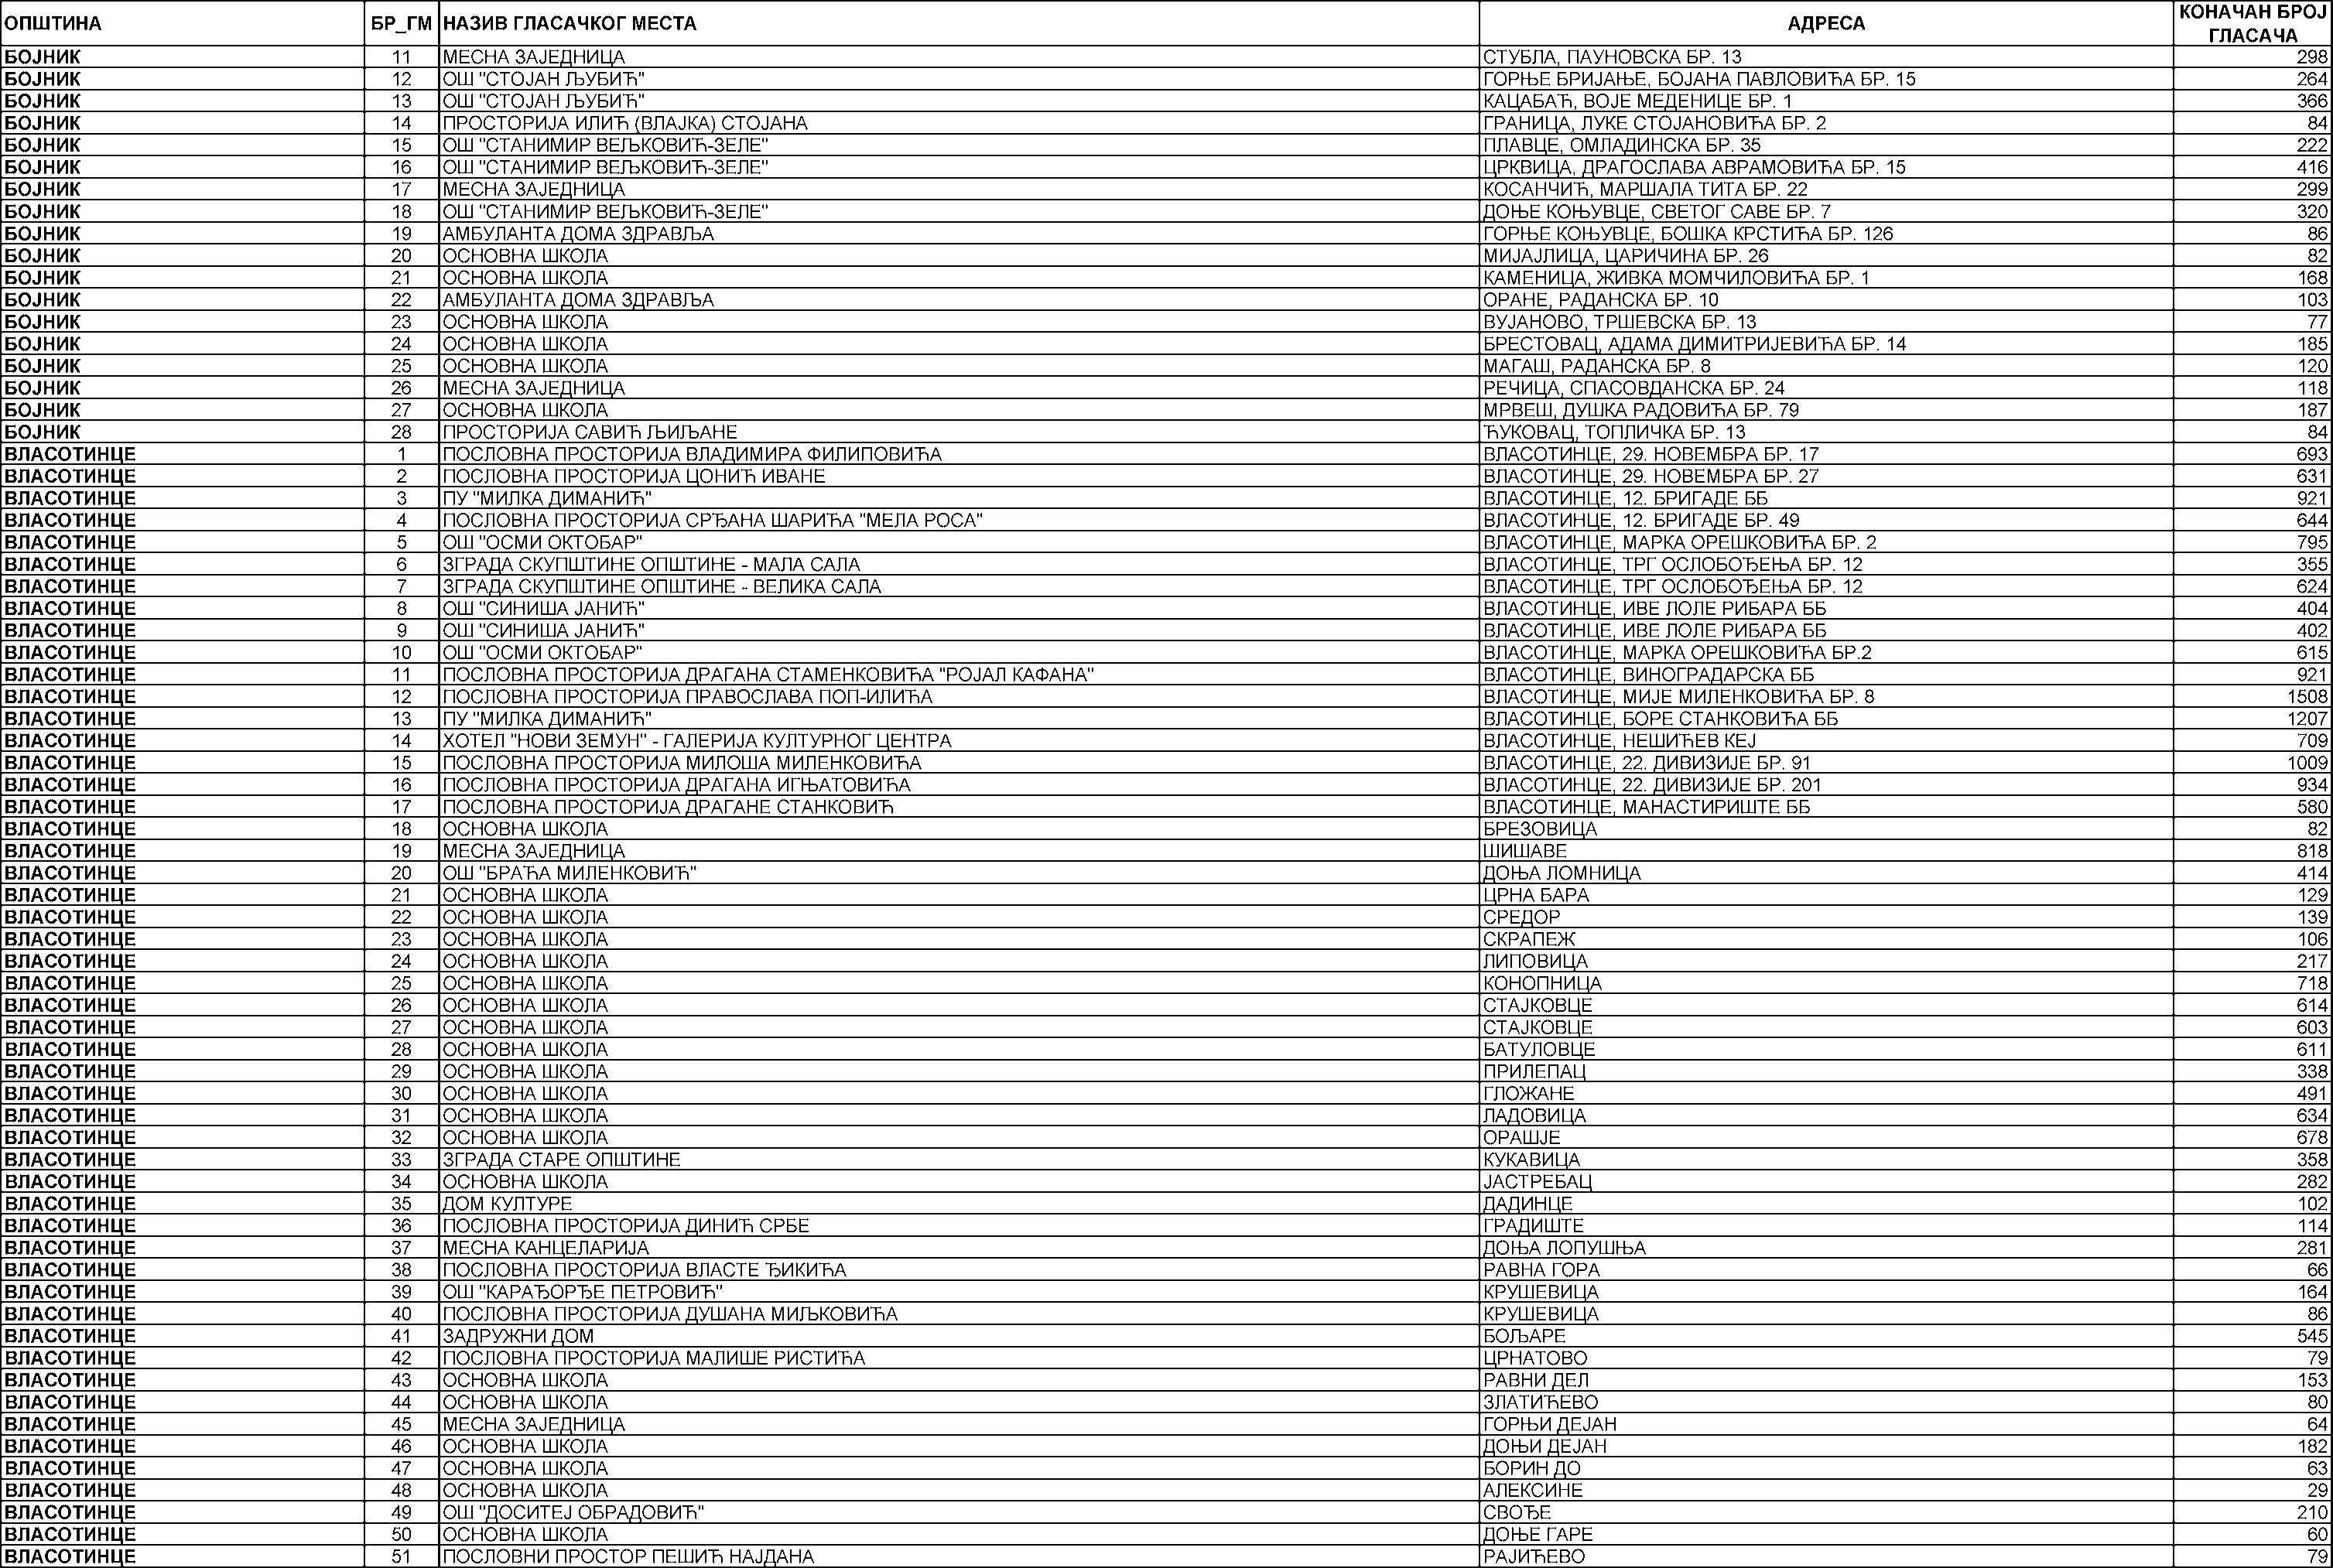 ОПШТИНА БР_ГМ НАЗИВ ГЛАСАЧКОГ МЕСТА АДРЕСА КОНАЧАН БРОЈ ГЛАСАЧА
БОЈНИК 11 МЕСНА ЗАЈЕДНИЦА СТУБЛА, ПАУНОВСКА БР. 13 298
БОЈНИК 12 ОШ "СТОЈАН ЉУБИЋ" ГОРЊЕ БРИЈАЊЕ, БОЈАНА ПАВЛОВИЋА БР. 15 264
БОЈНИК 13 ОШ "СТОЈАН ЉУБИЋ" КАЦАБАЋ, ВОЈЕ МЕДЕНИЦЕ БР. 1 366
БОЈНИК 14 ПРОСТОРИЈА ИЛИЋ (ВЛАЈКА) СТОЈАНА ГРАНИЦА, ЛУКЕ СТОЈАНОВИЋА БР. 2 84
БОЈНИК 15 ОШ "СТАНИМИР ВЕЉКОВИЋ-ЗЕЛЕ" ПЛАВЦЕ, ОМЛАДИНСКА БР. 35 222
БОЈНИК 16 ОШ "СТАНИМИР ВЕЉКОВИЋ-ЗЕЛЕ" ЦРКВИЦА, ДРАГОСЛАВА АВРАМОВИЋА БР. 15 416
БОЈНИК 17 МЕСНА ЗАЈЕДНИЦА КОСАНЧИЋ, МАРШАЛА ТИТА БР. 22 299
БОЈНИК 18 ОШ "СТАНИМИР ВЕЉКОВИЋ-ЗЕЛЕ" ДОЊЕ КОЊУВЦЕ, СВЕТОГ САВЕ БР. 7 320
БОЈНИК 19 АМБУЛАНТА ДОМА ЗДРАВЉА ГОРЊЕ КОЊУВЦЕ, БОШКА КРСТИЋА БР. 126 86
БОЈНИК 20 ОСНОВНА ШКОЛА МИЈАЈЛИЦА, ЦАРИЧИНА БР. 26 82
БОЈНИК 21 ОСНОВНА ШКОЛА КАМЕНИЦА, ЖИВКА МОМЧИЛОВИЋА БР. 1 168
БОЈНИК 22 АМБУЛАНТА ДОМА ЗДРАВЉА ОРАНЕ, РАДАНСКА БР. 10 103
БОЈНИК 23 ОСНОВНА ШКОЛА ВУЈАНОВО, ТРШЕВСКА БР. 13 77
БОЈНИК 24 ОСНОВНА ШКОЛА БРЕСТОВАЦ, АДАМА ДИМИТРИЈЕВИЋА БР. 14 185
БОЈНИК 25 ОСНОВНА ШКОЛА МАГАШ, РАДАНСКА БР. 8 120
БОЈНИК 26 МЕСНА ЗАЈЕДНИЦА РЕЧИЦА, СПАСОВДАНСКА БР. 24 118
БОЈНИК 27 ОСНОВНА ШКОЛА МРВЕШ, ДУШКА РАДОВИЋА БР. 79 187
БОЈНИК 28 ПРОСТОРИЈА САВИЋ ЉИЉАНЕ ЋУКОВАЦ, ТОПЛИЧКА БР. 13 84
ВЛАСОТИНЦЕ 1 ПОСЛОВНА ПРОСТОРИЈА ВЛАДИМИРА ФИЛИПОВИЋА ВЛАСОТИНЦЕ, 29. НОВЕМБРА БР. 17 693
ВЛАСОТИНЦЕ 2 ПОСЛОВНА ПРОСТОРИЈА ЦОНИЋ ИВАНЕ ВЛАСОТИНЦЕ, 29. НОВЕМБРА БР. 27 631
ВЛАСОТИНЦЕ 3 ПУ "МИЛКА ДИМАНИЋ" ВЛАСОТИНЦЕ, 12. БРИГАДЕ ББ 921
ВЛАСОТИНЦЕ 4 ПОСЛОВНА ПРОСТОРИЈА СРЂАНА ШАРИЋА "МЕЛА РОСА" ВЛАСОТИНЦЕ, 12. БРИГАДЕ БР. 49 644
ВЛАСОТИНЦЕ 5 ОШ "ОСМИ ОКТОБАР" ВЛАСОТИНЦЕ, МАРКА ОРЕШКОВИЋА БР. 2 795
ВЛАСОТИНЦЕ 6 ЗГРАДА СКУПШТИНЕ ОПШТИНЕ - МАЛА САЛА ВЛАСОТИНЦЕ, ТРГ ОСЛОБОЂЕЊА БР. 12 355
ВЛАСОТИНЦЕ 7 ЗГРАДА СКУПШТИНЕ ОПШТИНЕ - ВЕЛИКА САЛА ВЛАСОТИНЦЕ, ТРГ ОСЛОБОЂЕЊА БР. 12 624
ВЛАСОТИНЦЕ 8 ОШ "СИНИША ЈАНИЋ" ВЛАСОТИНЦЕ, ИВЕ ЛОЛЕ РИБАРА ББ 404
ВЛАСОТИНЦЕ 9 ОШ "СИНИША ЈАНИЋ" ВЛАСОТИНЦЕ, ИВЕ ЛОЛЕ РИБАРА ББ 402
ВЛАСОТИНЦЕ 10 ОШ "ОСМИ ОКТОБАР" ВЛАСОТИНЦЕ, МАРКА ОРЕШКОВИЋА БР.2 615
ВЛАСОТИНЦЕ 11 ПОСЛОВНА ПРОСТОРИЈА ДРАГАНА СТАМЕНКОВИЋА "РОЈАЛ КАФАНА" ВЛАСОТИНЦЕ, ВИНОГРАДАРСКА ББ 921
ВЛАСОТИНЦЕ 12 ПОСЛОВНА ПРОСТОРИЈА ПРАВОСЛАВА ПОП-ИЛИЋА ВЛАСОТИНЦЕ, МИЈЕ МИЛЕНКОВИЋА БР. 8 1508
ВЛАСОТИНЦЕ 13 ПУ "МИЛКА ДИМАНИЋ" ВЛАСОТИНЦЕ, БОРЕ СТАНКОВИЋА ББ 1207
ВЛАСОТИНЦЕ 14 ХОТЕЛ "НОВИ ЗЕМУН" - ГАЛЕРИЈА КУЛТУРНОГ ЦЕНТРА ВЛАСОТИНЦЕ, НЕШИЋЕВ КЕЈ 709
ВЛАСОТИНЦЕ 15 ПОСЛОВНА ПРОСТОРИЈА МИЛОША МИЛЕНКОВИЋА ВЛАСОТИНЦЕ, 22. ДИВИЗИЈЕ БР. 91 1009
ВЛАСОТИНЦЕ 16 ПОСЛОВНА ПРОСТОРИЈА ДРАГАНА ИГЊАТОВИЋА ВЛАСОТИНЦЕ, 22. ДИВИЗИЈЕ БР. 201 934
ВЛАСОТИНЦЕ 17 ПОСЛОВНА ПРОСТОРИЈА ДРАГАНЕ СТАНКОВИЋ ВЛАСОТИНЦЕ, МАНАСТИРИШТЕ ББ 580
ВЛАСОТИНЦЕ 18 ОСНОВНА ШКОЛА БРЕЗОВИЦА 82
ВЛАСОТИНЦЕ 19 МЕСНА ЗАЈЕДНИЦА ШИШАВЕ 818
ВЛАСОТИНЦЕ 20 ОШ "БРАЋА МИЛЕНКОВИЋ" ДОЊА ЛОМНИЦА 414
ВЛАСОТИНЦЕ 21 ОСНОВНА ШКОЛА ЦРНА БАРА 129
ВЛАСОТИНЦЕ 22 ОСНОВНА ШКОЛА СРЕДОР 139
ВЛАСОТИНЦЕ 23 ОСНОВНА ШКОЛА СКРАПЕЖ 106
ВЛАСОТИНЦЕ 24 ОСНОВНА ШКОЛА ЛИПОВИЦА 217
ВЛАСОТИНЦЕ 25 ОСНОВНА ШКОЛА КОНОПНИЦА 718
ВЛАСОТИНЦЕ 26 ОСНОВНА ШКОЛА СТАЈКОВЦЕ 614
ВЛАСОТИНЦЕ 27 ОСНОВНА ШКОЛА СТАЈКОВЦЕ 603
ВЛАСОТИНЦЕ 28 ОСНОВНА ШКОЛА БАТУЛОВЦЕ 611
ВЛАСОТИНЦЕ 29 ОСНОВНА ШКОЛА ПРИЛЕПАЦ 338
ВЛАСОТИНЦЕ 30 ОСНОВНА ШКОЛА ГЛОЖАНЕ 491
ВЛАСОТИНЦЕ 31 ОСНОВНА ШКОЛА ЛАДОВИЦА 634
ВЛАСОТИНЦЕ 32 ОСНОВНА ШКОЛА ОРАШЈЕ 678
ВЛАСОТИНЦЕ 33 ЗГРАДА СТАРЕ ОПШТИНЕ КУКАВИЦА 358
ВЛАСОТИНЦЕ 34 ОСНОВНА ШКОЛА ЈАСТРЕБАЦ 282
ВЛАСОТИНЦЕ 35 ДОМ КУЛТУРЕ ДАДИНЦЕ 102
ВЛАСОТИНЦЕ 36 ПОСЛОВНА ПРОСТОРИЈА ДИНИЋ СРБЕ ГРАДИШТЕ 114
ВЛАСОТИНЦЕ 37 МЕСНА КАНЦЕЛАРИЈА ДОЊА ЛОПУШЊА 281
ВЛАСОТИНЦЕ 38 ПОСЛОВНА ПРОСТОРИЈА ВЛАСТЕ ЂИКИЋА РАВНА ГОРА 66
ВЛАСОТИНЦЕ 39 ОШ "КАРАЂОРЂЕ ПЕТРОВИЋ" КРУШЕВИЦА 164
ВЛАСОТИНЦЕ 40 ПОСЛОВНА ПРОСТОРИЈА ДУШАНА МИЉКОВИЋА КРУШЕВИЦА 86
ВЛАСОТИНЦЕ 41 ЗАДРУЖНИ ДОМ БОЉАРЕ 545
ВЛАСОТИНЦЕ 42 ПОСЛОВНА ПРОСТОРИЈА МАЛИШЕ РИСТИЋА ЦРНАТОВО 79
ВЛАСОТИНЦЕ 43 ОСНОВНА ШКОЛА РАВНИ ДЕЛ 153
ВЛАСОТИНЦЕ 44 ОСНОВНА ШКОЛА ЗЛАТИЋЕВО 80
ВЛАСОТИНЦЕ 45 МЕСНА ЗАЈЕДНИЦА ГОРЊИ ДЕЈАН 64
ВЛАСОТИНЦЕ 46 ОСНОВНА ШКОЛА ДОЊИ ДЕЈАН 182
ВЛАСОТИНЦЕ 47 ОСНОВНА ШКОЛА БОРИН ДО 63
ВЛАСОТИНЦЕ 48 ОСНОВНА ШКОЛА АЛЕКСИНЕ 29
ВЛАСОТИНЦЕ 49 ОШ "ДОСИТЕЈ ОБРАДОВИЋ" СВОЂЕ 210
ВЛАСОТИНЦЕ 50 ОСНОВНА ШКОЛА ДОЊЕ ГАРЕ 60
ВЛАСОТИНЦЕ 51 ПОСЛОВНИ ПРОСТОР ПЕШИЋ НАЈДАНА РАЈИЋЕВО 79